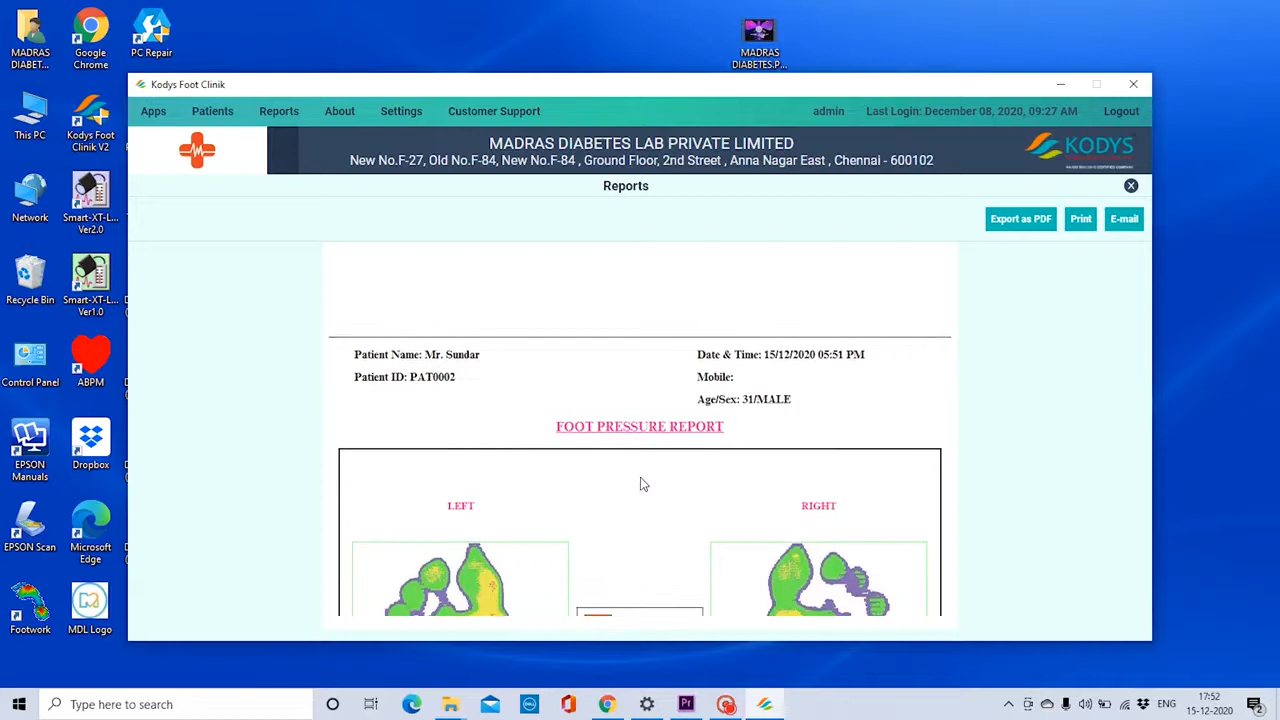 MADRAS DIABET...
Google Chrome
PC Repair
MADRAS DIABETES.P...
Kodys Foot Clinik
Apps Patients Reports About Settings Customer Support admin Last Login: December 08, 2020, 09:27 AM Logout
MADRAS DIABETES LAB PRIVATE LIMITED
New No.F-27, Old No.F-84, New No.F-84 , Ground Floor, 2nd Street , Anna Nagar East , Chennai - 600102
KODYS
Reports
Export as PDF Print E-mail
This PC
Kodys Foot Clinik V2
Network
Smart-XT-L... Ver2.0
Recycle Bin
Smart-XT-L... Ver1.0
Control Panel
ABPM
EPSON Manuals
Dropbox
EPSON Scan
Microsoft Edge
Footwork
MDL Logo
Patient Name: Mr. Sundar
Date & Time: 15/12/2020 05:51 PM
Patient ID: PAT0002
Mobile:
Age/Sex: 31/MALE
FOOT PRESSURE REPORT
LEFT RIGHT
Type here to search
ENG
17:52
15-12-2020
2